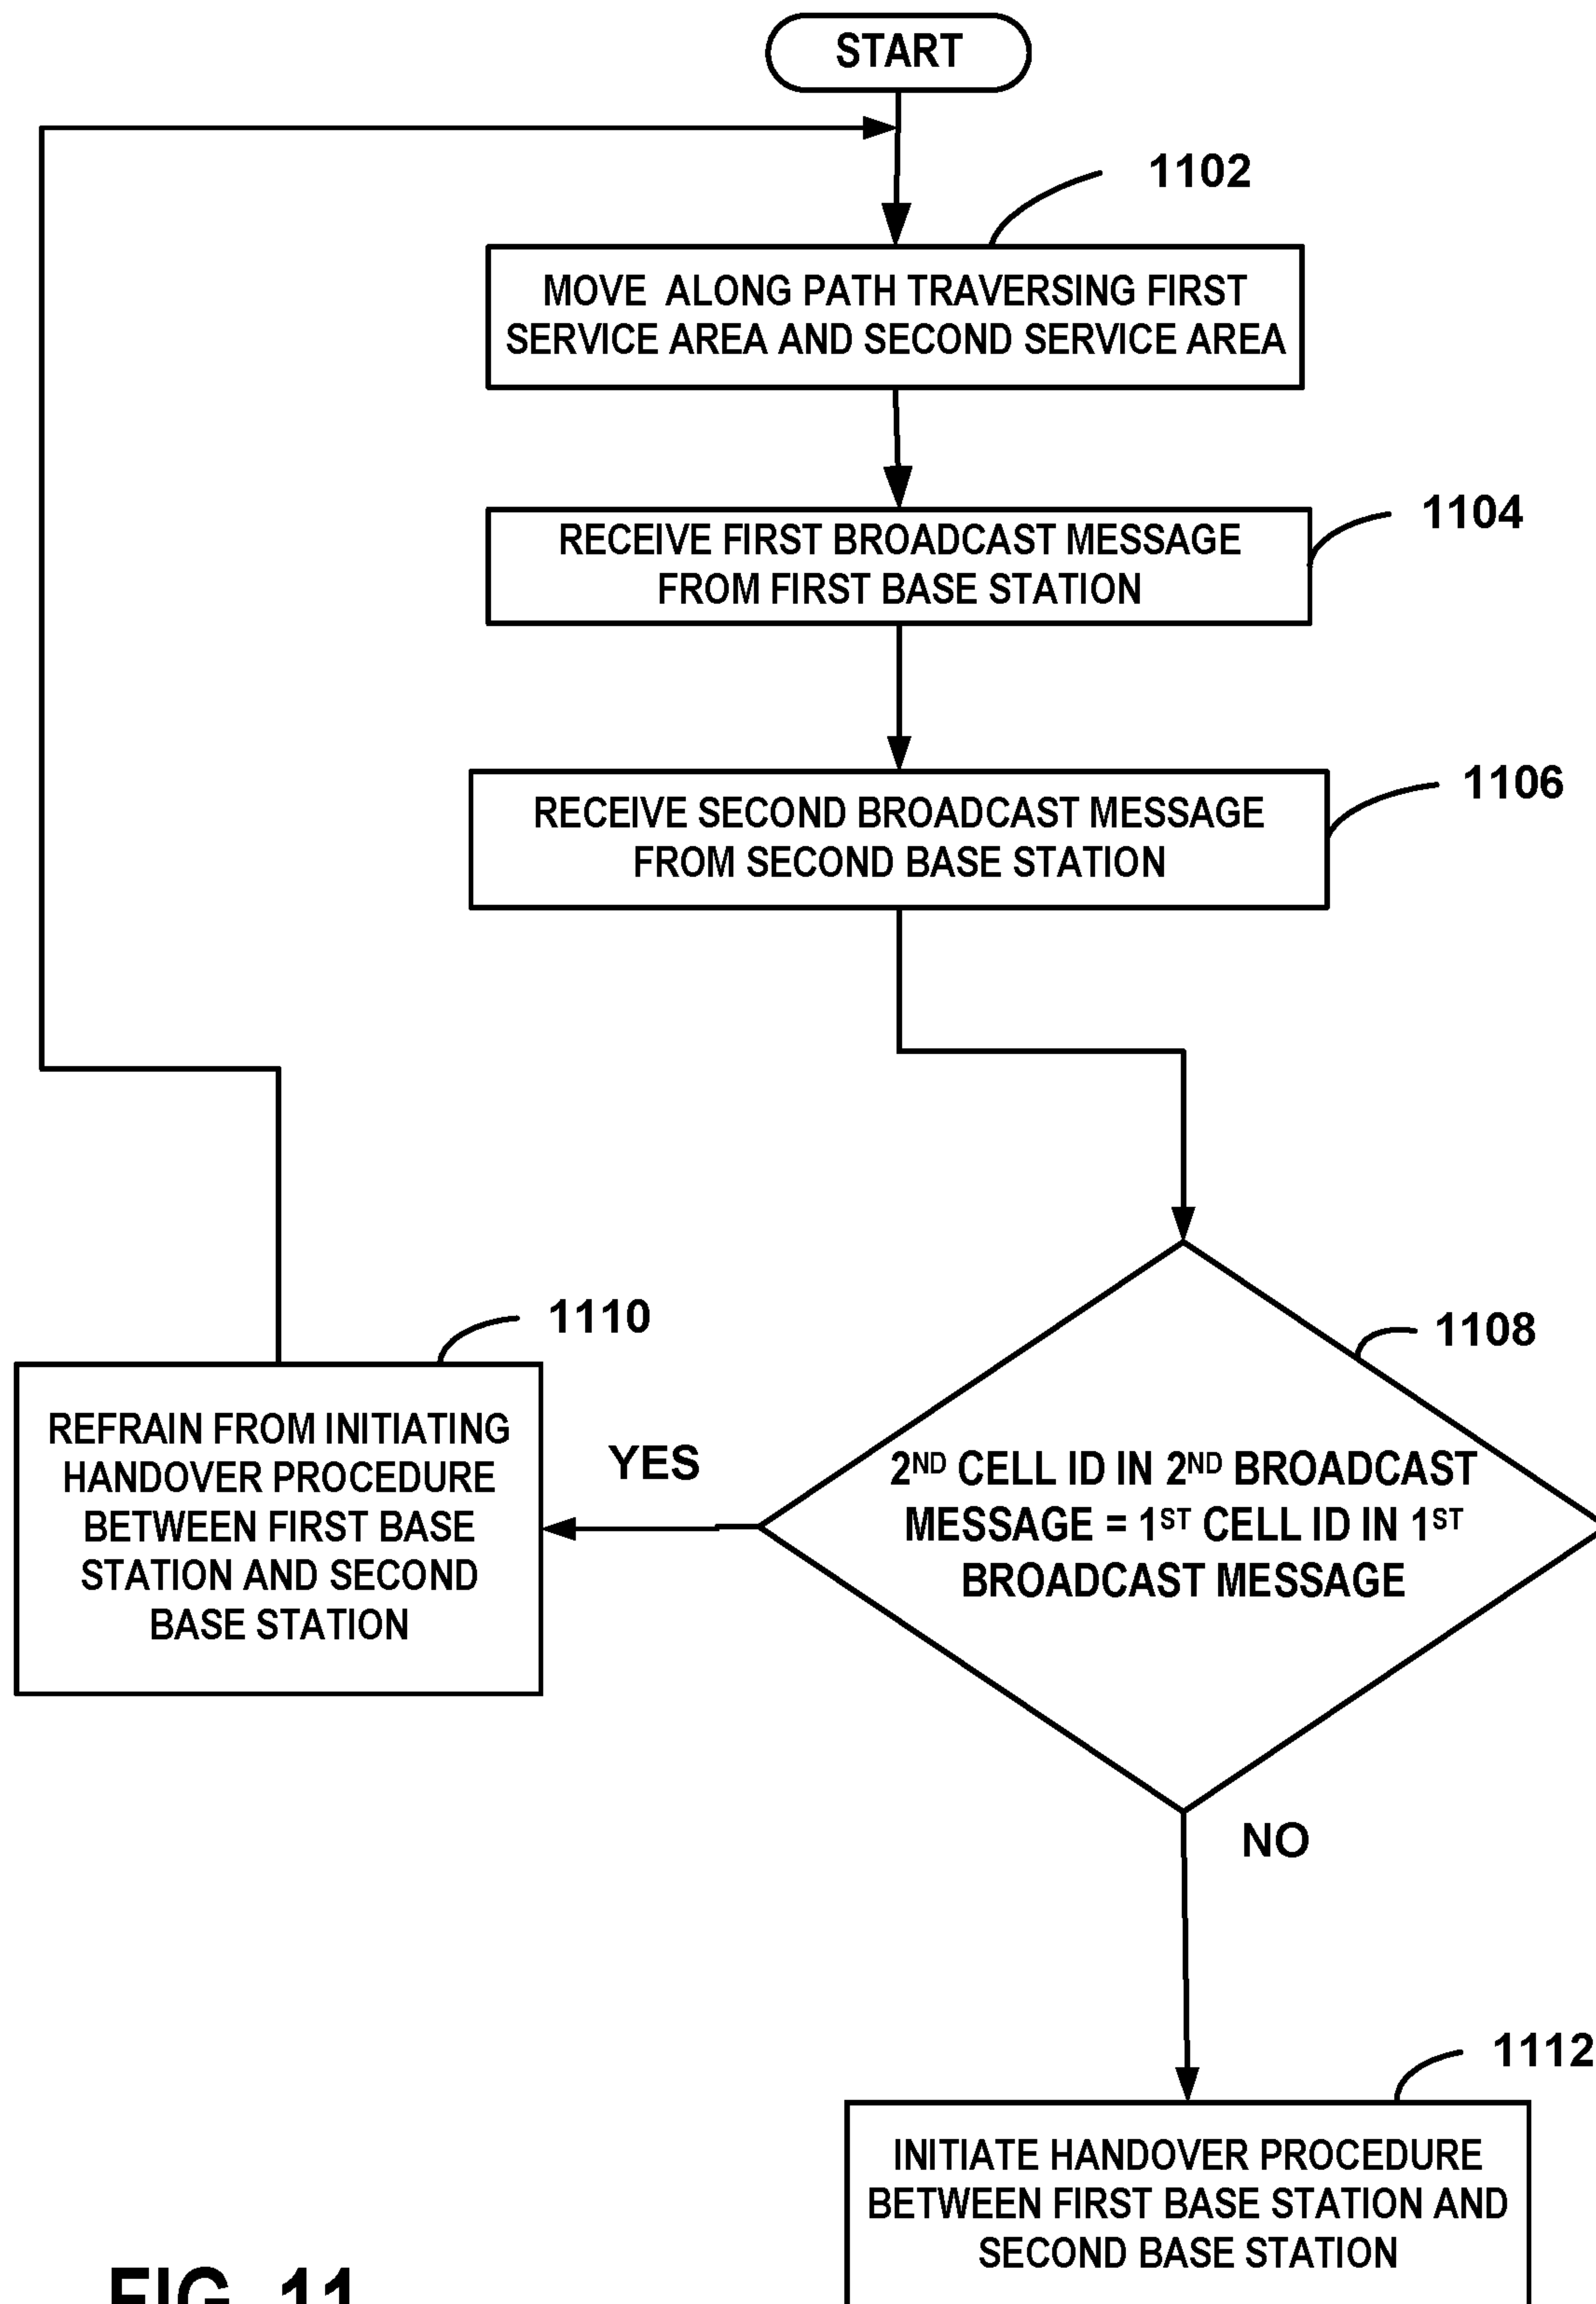 START
1102
MOVE ALONG PATH TRAVERSING FIRST
SERVICE AREA AND SECOND SERVICE AREA
1104
RECEIVE FIRST BROADCAST MESSAGE
FROM FIRST BASE STATION
1106
RECEIVE SECOND BROADCAST MESSAGE
FROM SECOND BASE STATION
1110
REFRAIN FROM INITIATING
HANDOVER PROCEDURE
BETWEEN FIRST BASE
STATION AND SECOND
BASE STATION
YES
1108
2ND CELL ID IN 2ND BROADCAST
MESSAGE = 1ST CELL ID IN 1ST
BROADCAST MESSAGE
NO
1112
INITIATE HANDOVER PROCEDURE
BETWEEN FIRST BASE STATION AND
SECOND BASE STATION
FIG. 11